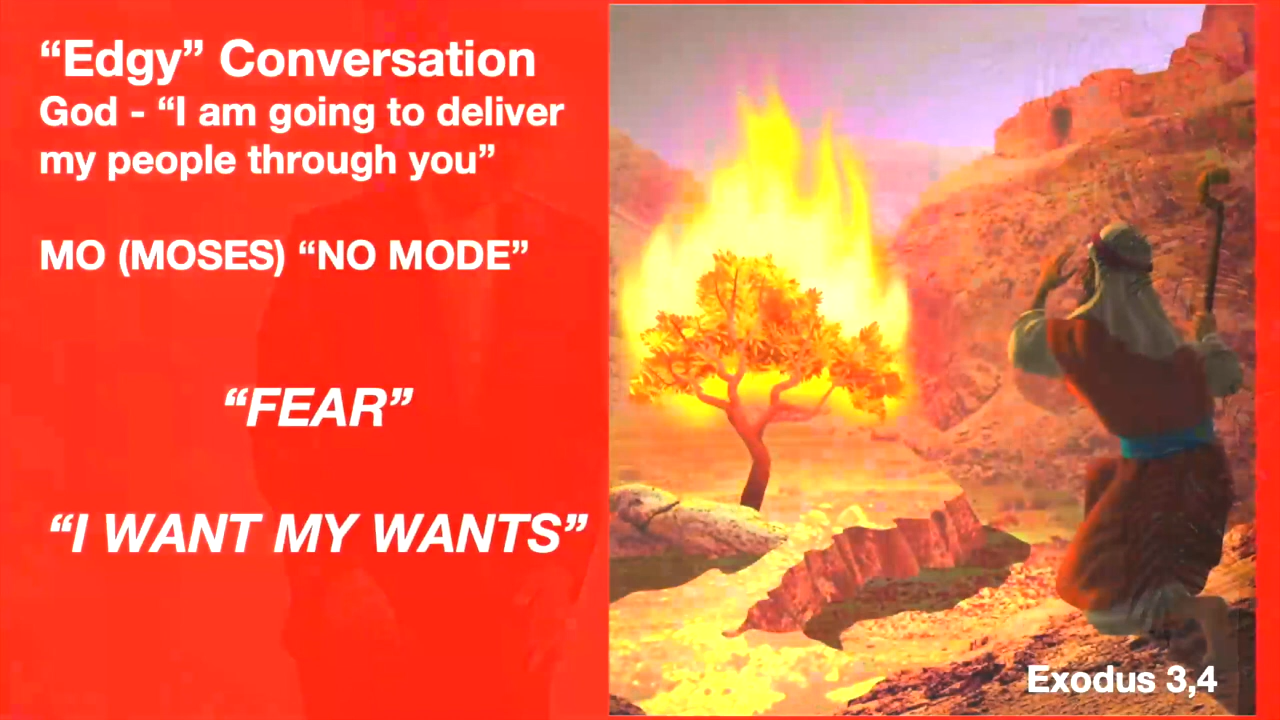 “Edgy” Conversation
God - “I am going to deliver
my people through you”
MO (MOSES) “NO MODE”
“FEAR”
“I WANT MY WANTS”
Exodus 3,4